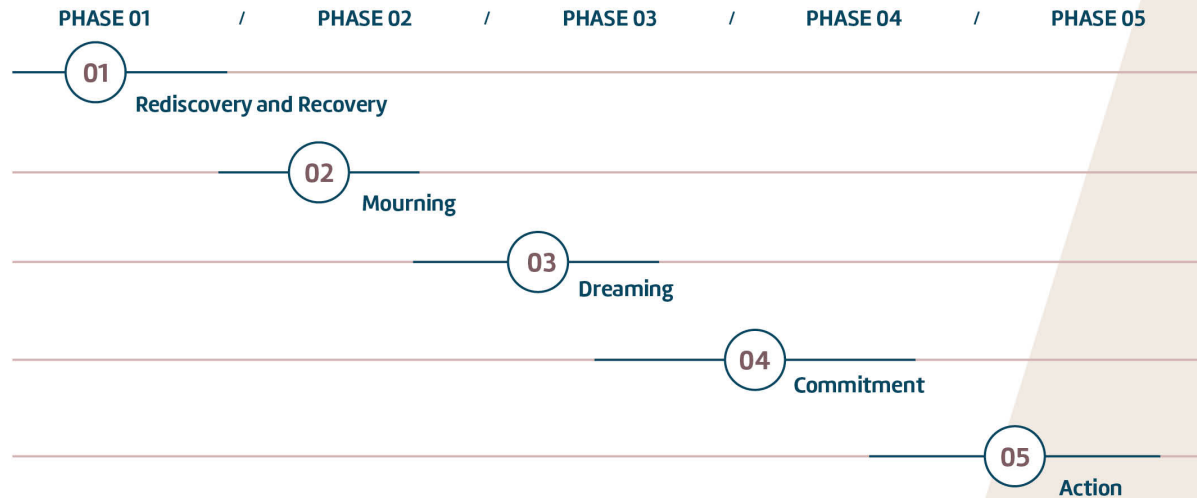 PHASE 01 / PHASE 02 / PHASE 03 / PHASE 04 / PHASE 05
01
Rediscovery and Recovery
02
Mourning
03
Dreaming
04
Commitment
05
Action